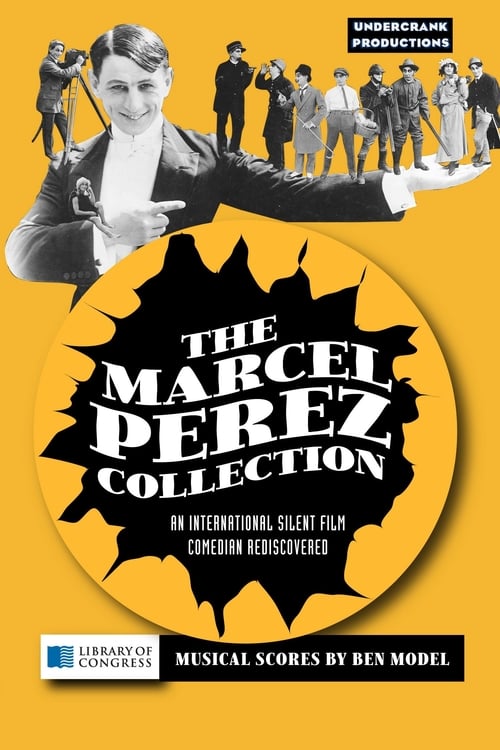 UNDERCRANK
PRODUCTIONS
THE
MARCEL
PEREZ
COLLECTION
AN INTERNATIONAL SILENT FILM
COMEDIAN REDISCOVERED
LIBRARY OF
CONGRESS
MUSICAL SCORES BY BEN MODEL